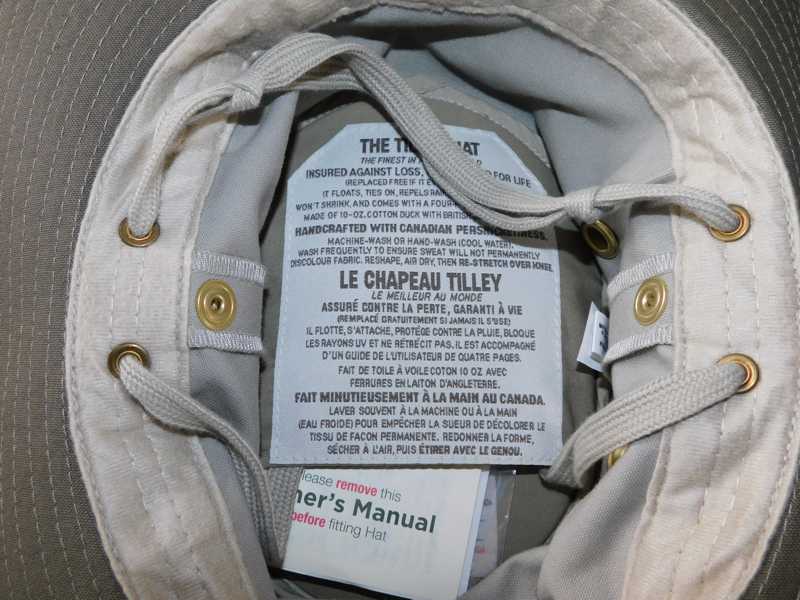 THE HAT
THE FINEST IN
INSURED AGAINST LOSS, FOR LIFE
(REPLACED FREE IF IT
IT FLOATS, TIES ON, REPELS
WON'T SHRINK, AND COMES WITH A
MADE OF 10-OZ. COTTON DUCK WITH BRITISH
HANDCRAFTED WITH CANADIAN PERSNICKETINESS.
MACHINE-WASH OR HAND-WASH (COOL WATER).
WASH FREQUENTLY TO ENSURE SWEAT WILL NOT PERMANENTLY
DISCOLOUR FABRIC. RESHAPE, AIR DRY, THEN RE-STRETCH OVER KNEE.
LE CHAPEAU TILLEY
LE MEILLEUR AU MONDE
ASSURÉ CONTRE LA PERTE, GARANTI À VIE
(REMPLACÉ GRATUITEMENT SI JAMAIS IL S'USE)
IL FLOTTE, S'ATTACHE, PROTÈGE CONTRE LA PLUIE, BLOQUE
LES RAYONS UV ET NE RÉTRÉCIT PAS. IL EST ACCOMPAGNÉ
D'UN GUIDE DE L'UTILISATEUR DE QUATRE PAGES.
FAIT DE TOILE À VOILE COTON 10 OZ AVEC
FERRURES EN LAITON D'ANGLETERRE.
FAIT MINUTIEUSEMENT À LA MAIN AU CANADA.
LAVER SOUVENT À LA MACHINE OU À LA MAIN
(EAU FROIDE) POUR EMPÊCHER LA SUEUR DE DÉCOLORER LE
TISSU DE FAÇON PERMANENTE. REDONNER LA FORME,
SÉCHER À L'AIR, PUIS ÉTIRER AVEC LE GENOU.
lease remove this
ner's Manual
before fitting Hat